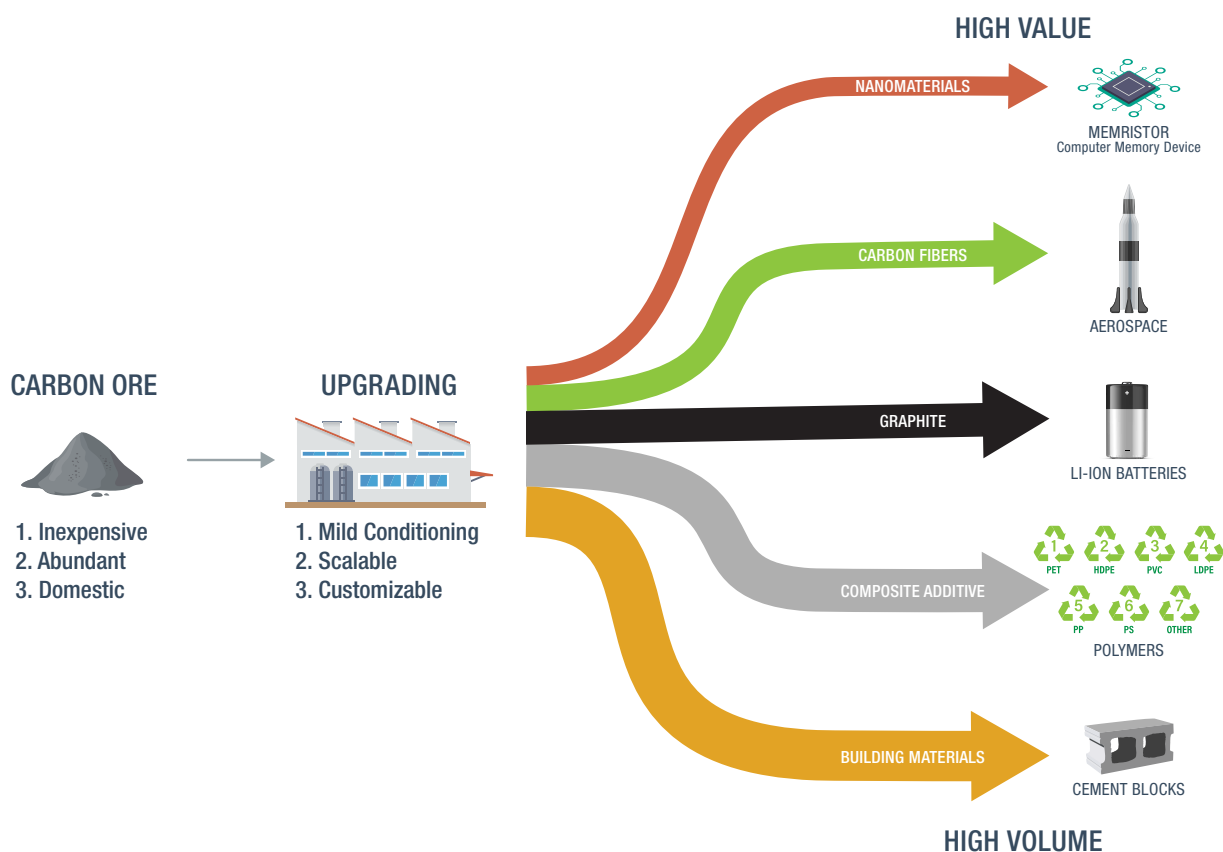 HIGH VALUE
NANOMATERIALS
MEMRISTOR
Computer Memory Device
CARBON FIBERS
AEROSPACE
CARBON ORE
1. Inexpensive
2. Abundant
3. Domestic
UPGRADING
1. Mild Conditioning
2. Scalable
3. Customizable
GRAPHITE
LI-ION BATTERIES
COMPOSITE ADDITIVE
1 2 3 4
PET HDPE PVC LDPE
5 6 7
PP PS OTHER
POLYMERS
BUILDING MATERIALS
CEMENT BLOCKS
HIGH VOLUME